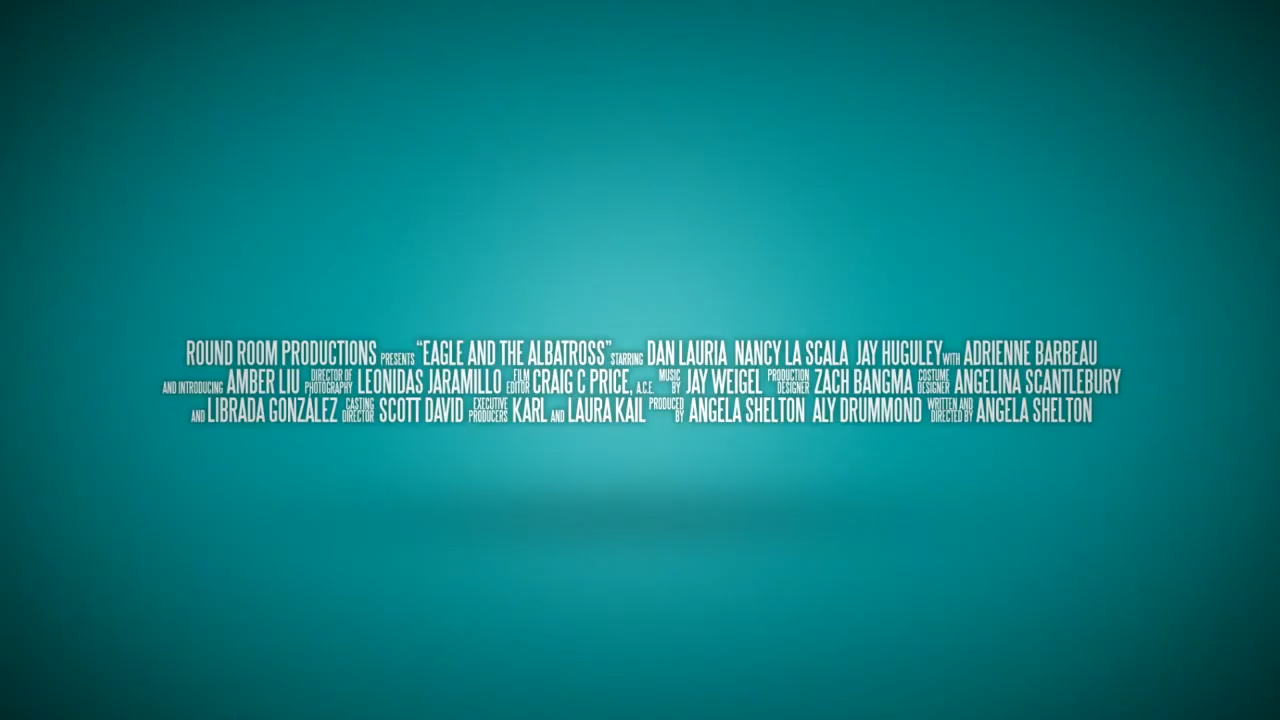 ROUND ROOM PRODUCTIONS PRESENTS "EAGLE AND THE ALBATROSS" STARRING DAN LAURIA NANCY LA SCALA JAY HUGULEY WITH ADRIENNE BARBEAU
AND INTRODUCING AMBER LIU DIRECTOR OF PHOTOGRAPHY LEONIDAS JARAMILLO FILM EDITOR CRAIG C PRICE, A.C.E. MUSIC BY JAY WEIGEL PRODUCTION DESIGNER ZACH BANGMA COSTUME DESIGNER ANGELINA SCANTLEBURY
AND LIBRADA GONZÁLEZ CASTING DIRECTOR SCOTT DAVID EXECUTIVE PRODUCERS KARL AND LAURA KAIL PRODUCED BY ANGELA SHELTON ALY DRUMMOND WRITTEN AND DIRECTED BY ANGELA SHELTON